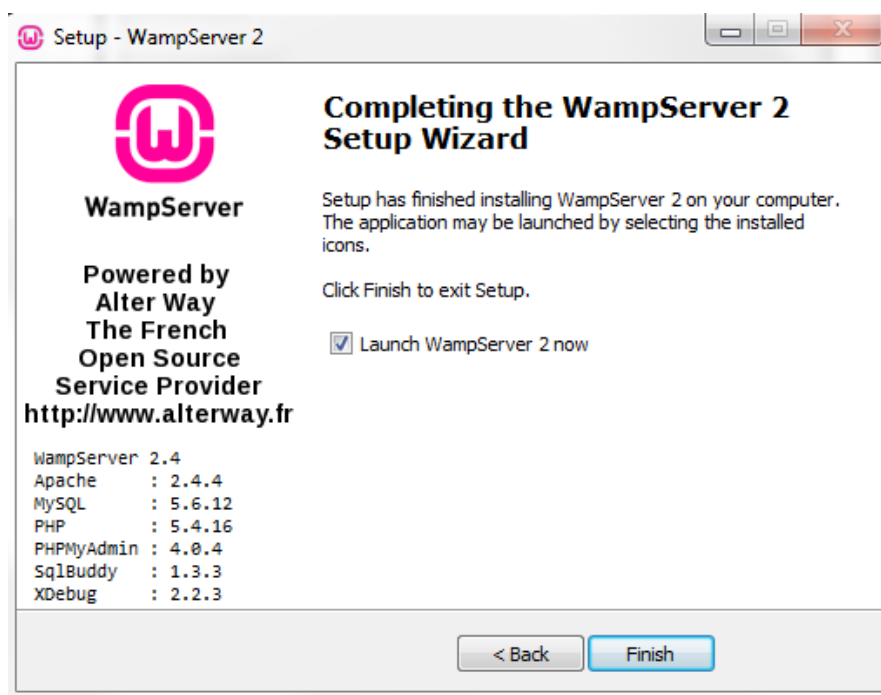 Setup - WampServer 2
WampServer
Powered by
Alter Way
The French
Open Source
Service Provider
http://www.alterway.fr
WampServer 2.4
Apache : 2.4.4
MySQL : 5.6.12
PHP : 5.4.16
PHPMyAdmin : 4.0.4
SqlBuddy : 1.3.3
XDebug : 2.2.3
Completing the WampServer 2
Setup Wizard
Setup has finished installing WampServer 2 on your computer.
The application may be launched by selecting the installed
icons.
Click Finish to exit Setup.
Launch WampServer 2 now
< Back
Finish